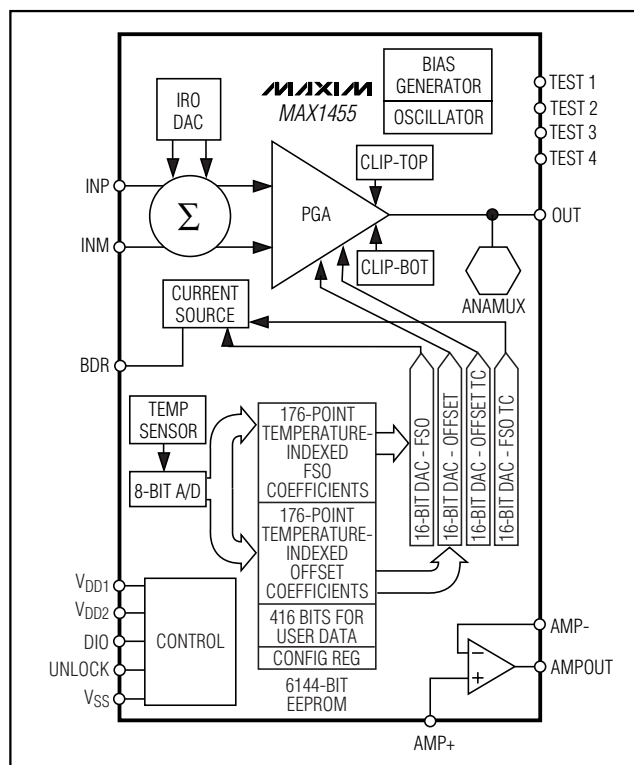 IRO
DAC
MAXIM
MAX1455
BIAS
GENERATOR
OSCILLATOR
TEST 1
TEST 2
TEST 3
TEST 4
INP
INM
Σ
PGA
CLIP-TOP
CLIP-BOT
OUT
ANAMUX
CURRENT
SOURCE
BDR
TEMP
SENSOR
8-BIT A/D
176-POINT
TEMPERATURE-
INDEXED
FSO
COEFFICIENTS
176-POINT
TEMPERATURE-
INDEXED
OFFSET
COEFFICIENTS
416 BITS FOR
USER DATA
CONFIG REG
6144-BIT
EEPROM
16-BIT DAC - FSO
16-BIT DAC - OFFSET
16-BIT DAC - OFFSET TC
16-BIT DAC - FSO TC
VDD1
VDD2
DIO
UNLOCK
VSS
CONTROL
AMP-
AMPOUT
AMP+
−
+